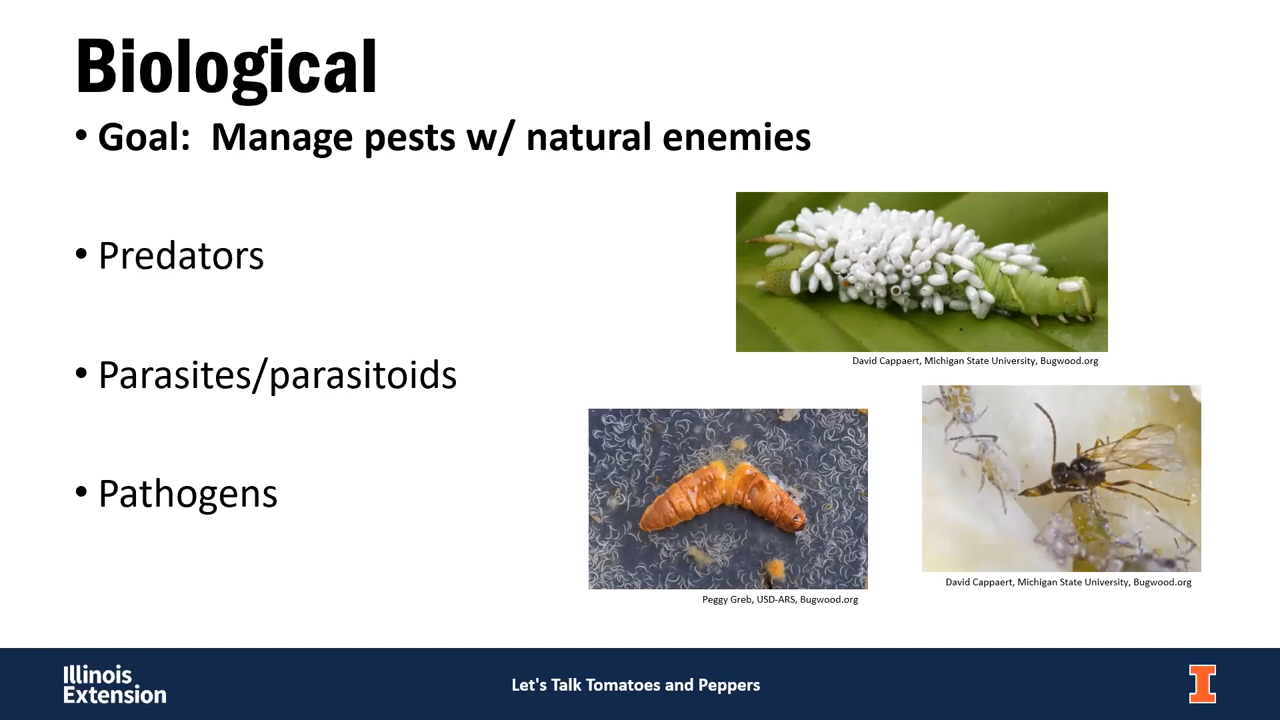 Biological
• Goal:  Manage pests w/ natural enemies
• Predators
• Parasites/parasitoids
• Pathogens
David Cappaert, Michigan State University, Bugwood.org
Peggy Greb, USD-ARS, Bugwood.org
David Cappaert, Michigan State University, Bugwood.org
Illinois
Extension
Let's Talk Tomatoes and Peppers
I